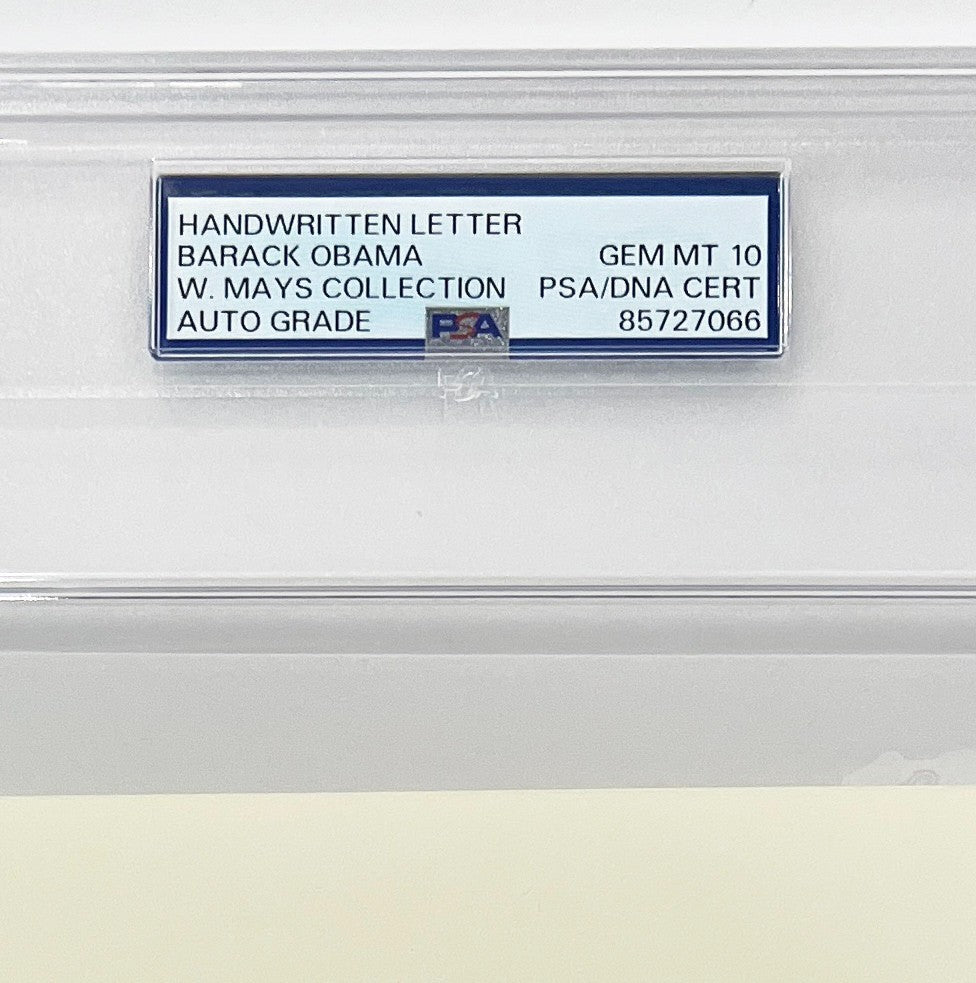 HANDWRITTEN LETTER
BARACK OBAMA GEM MT 10
W. MAYS COLLECTION PSA/DNA CERT
AUTO GRADE PSA 85727066